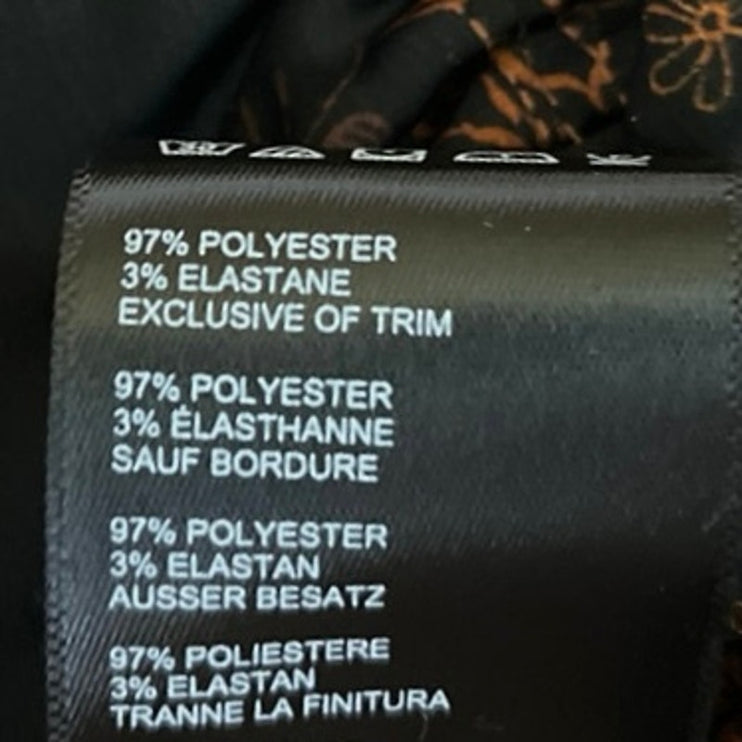 97% POLYESTER
3% ELASTANE
EXCLUSIVE OF TRIM
97% POLYESTER
3% ÉLASTHANNE
SAUF BORDURE
97% POLYESTER
3% ELASTAN
AUSSER BESATZ
97% POLIESTERE
3% ELASTAN
TRANNE LA FINITURA